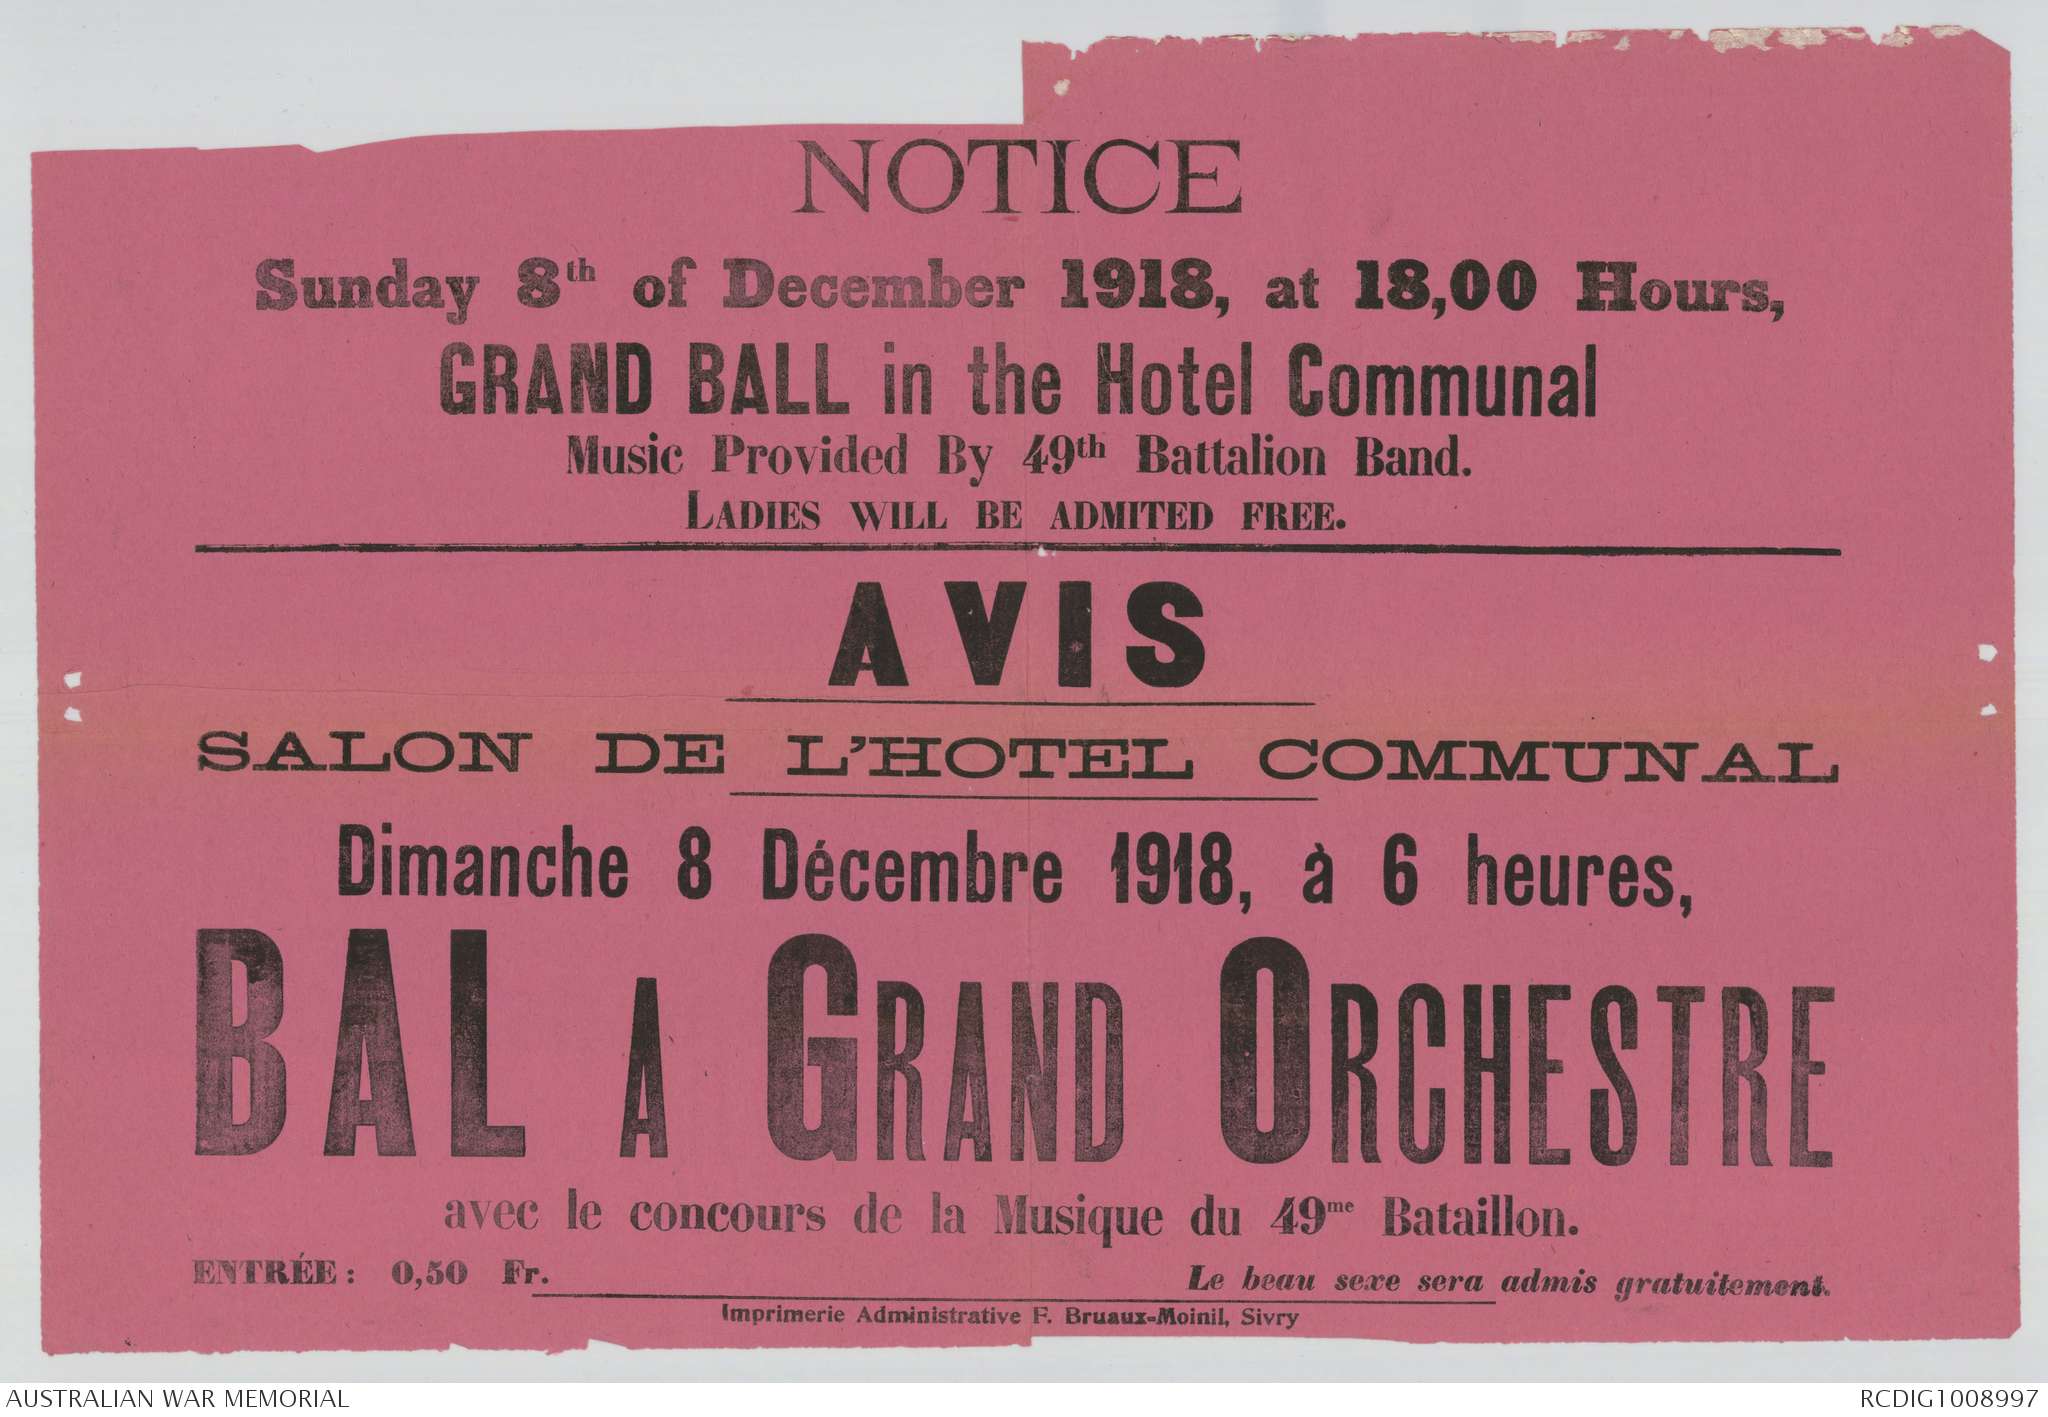 NOTICE
Sunday 8th of December 1918, at 18,00 Hours,
GRAND BALL in the Hotel Communal
Music Provided By 49th Battalion Band.
LADIES WILL BE ADMITED FREE.
AVIS
SALON DE L'HOTEL COMMUNAL
Dimanche 8 Décembre 1918, à 6 heures,
BAL A GRAND ORCHESTRE
avec le concours de la Musique du 49me Bataillon.
ENTRÉE : 0,50 Fr. Le beau sexe sera admis gratuitement.
Imprimerie Administrative F. Bruaux-Moinil, Sivry
AUSTRALIAN WAR MEMORIAL RCDIG1008997